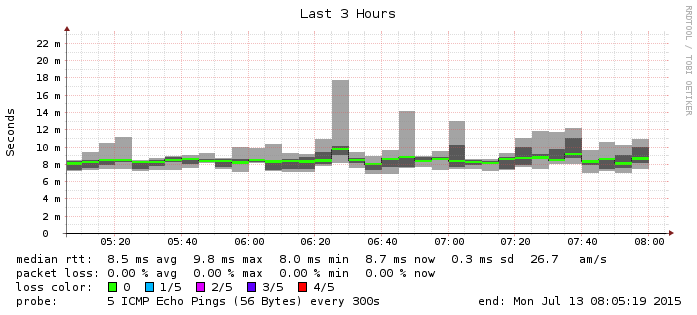 Last 3 Hours
RRDTOOL / TOBI OETIKER
Seconds
22 m
20 m
18 m
16 m
14 m
12 m
10 m
8 m
6 m
4 m
2 m
0
05:20 05:40 06:00 06:20 06:40 07:00 07:20 07:40 08:00
median rtt: 8.5 ms avg 9.8 ms max 8.0 ms min 8.7 ms now 0.3 ms sd 26.7 am/s
packet loss: 0.00 % avg 0.00 % max 0.00 % min 0.00 % now
loss color: 0 1/5 2/5 3/5 4/5
probe: 5 ICMP Echo Pings (56 Bytes) every 300s end: Mon Jul 13 08:05:19 2015